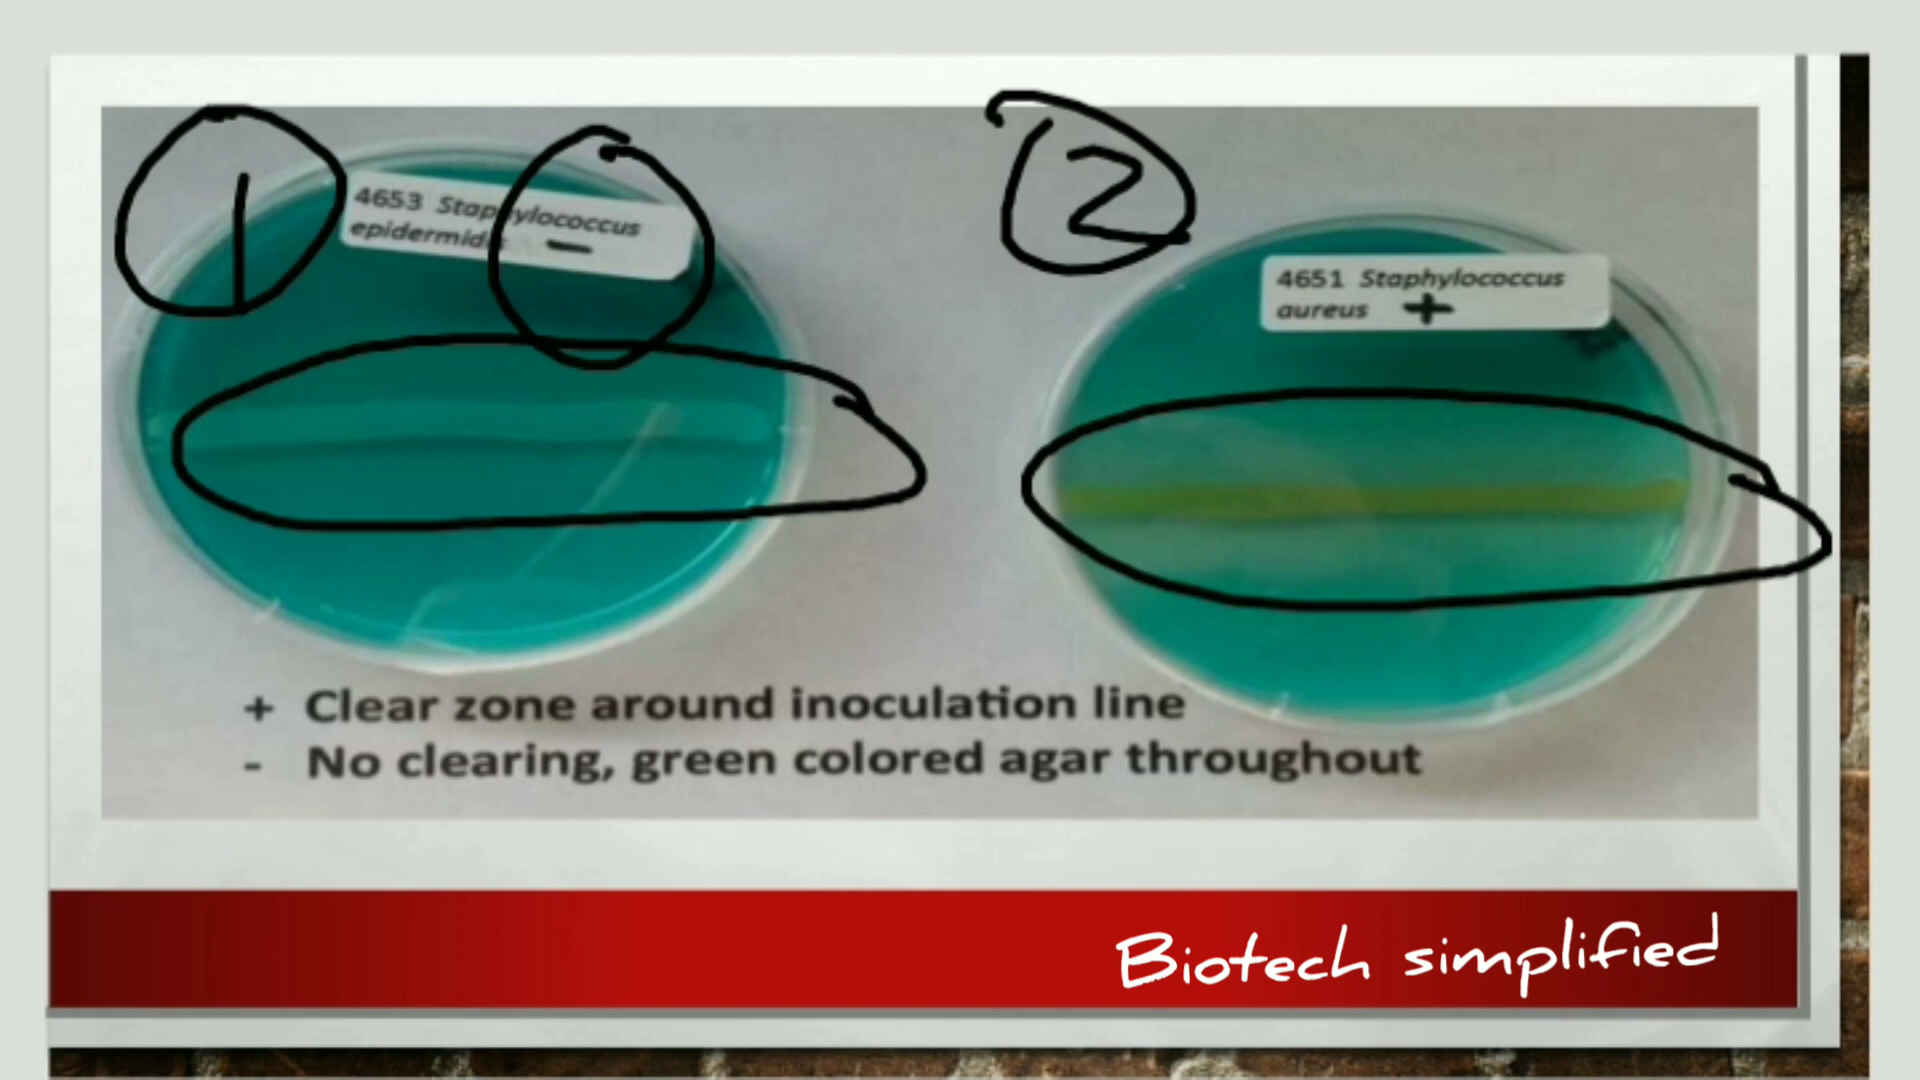 1
4653 Staphylococcus
epidermidis −
2
4651 Staphylococcus
aureus +
+ Clear zone around inoculation line
- No clearing, green colored agar throughout
Biotech simplified